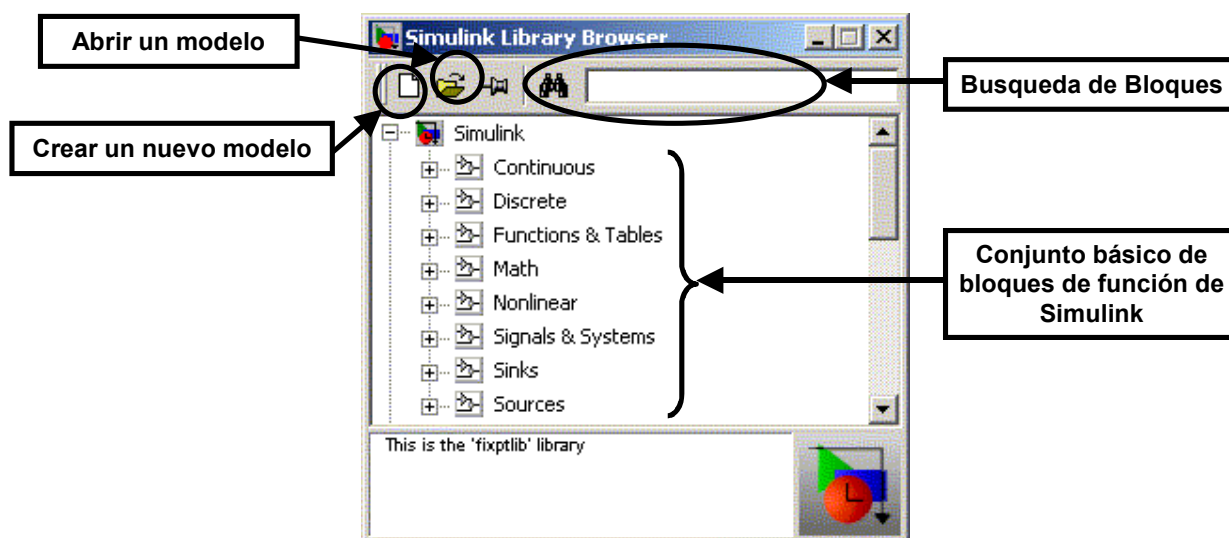 Abrir un modelo
Simulink Library Browser
Busqueda de Bloques
Crear un nuevo modelo
Simulink
Continuous
Discrete
Functions & Tables
Math
Nonlinear
Signals & Systems
Sinks
Sources
Conjunto básico de
bloques de función de
Simulink
This is the 'fixptlib' library